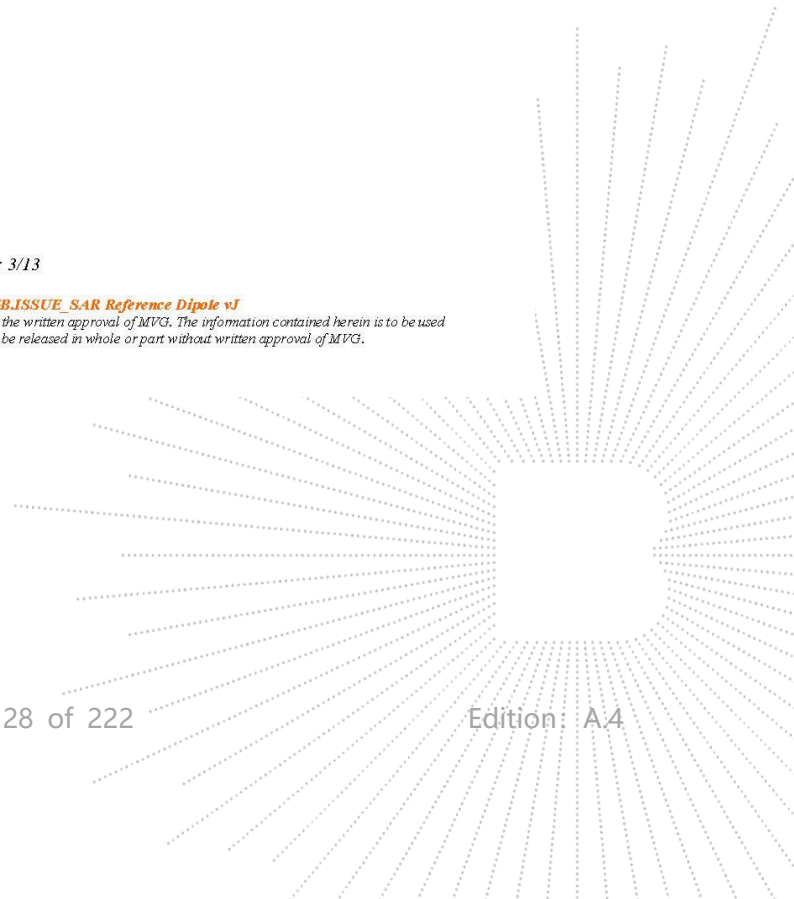 : 3/13
B.ISSUE_SAR Reference Dipole vJ
the written approval of MVG. The information contained herein is to be used
be released in whole or part without written approval of MVG.
28 of 222 Edition: A.4